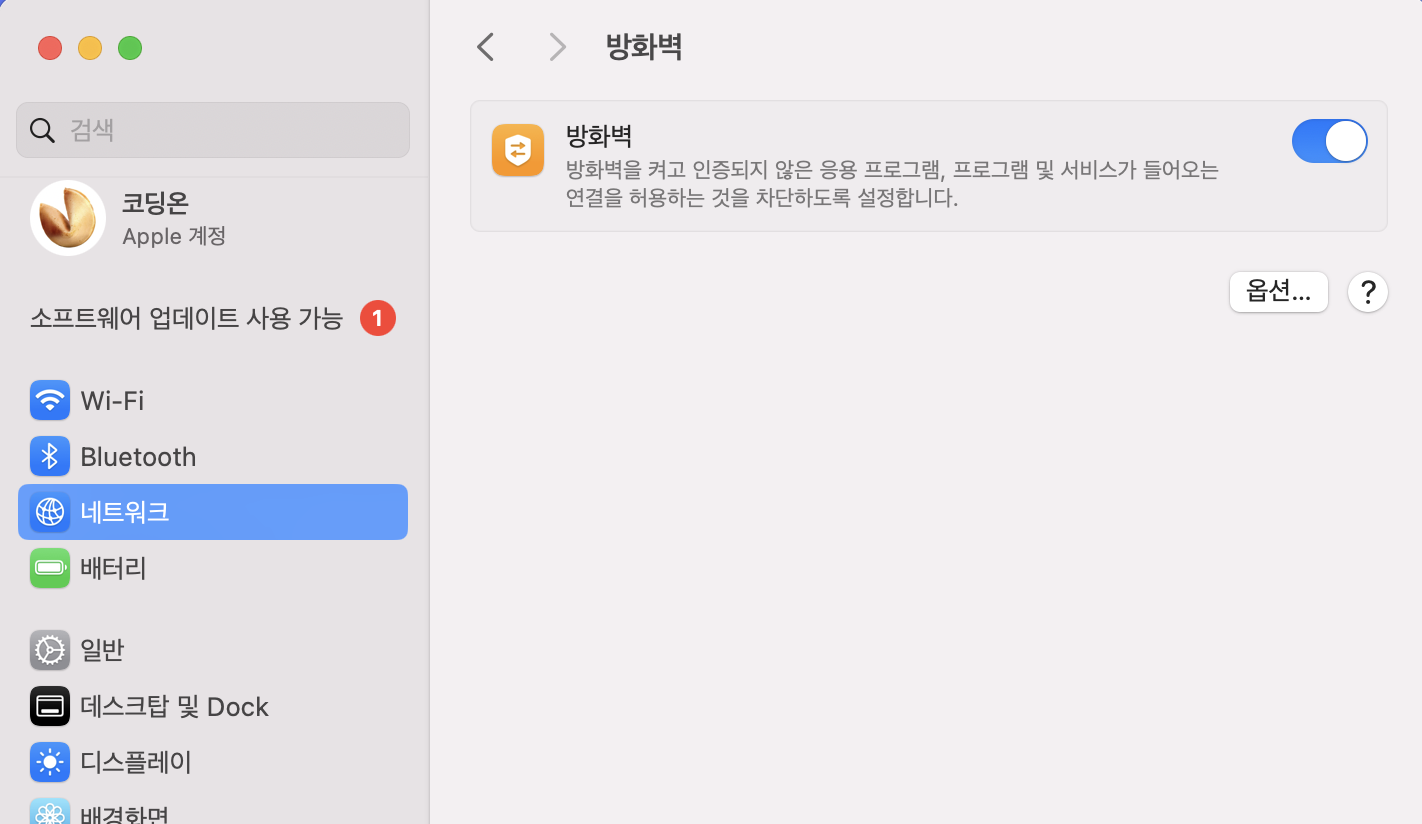 방화벽
검색
코딩온
Apple 계정
소프트웨어 업데이트 사용 가능 1
Wi-Fi
Bluetooth
네트워크
배터리
일반
데스크탑 및 Dock
디스플레이
배경화면
방화벽
방화벽을 켜고 인증되지 않은 응용 프로그램, 프로그램 및 서비스가 들어오는
연결을 허용하는 것을 차단하도록 설정합니다.
옵션... ?